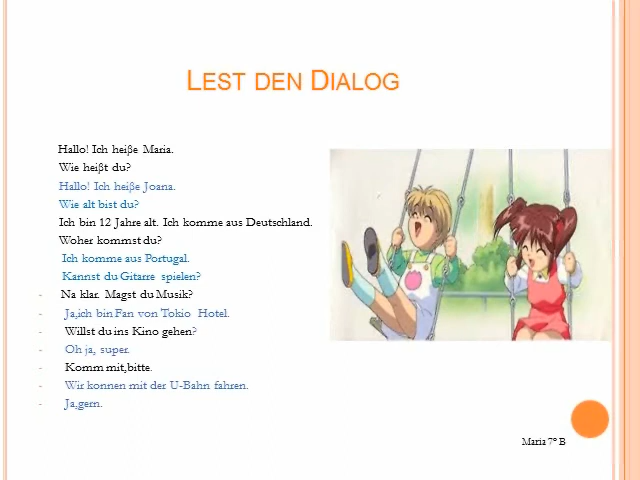 LEST DEN DIALOG
Hallo! Ich heiβe Maria.
Wie heiβt du?
Hallo! Ich heiβe Joana.
Wie alt bist du?
Ich bin 12 Jahre alt. Ich komme aus Deutschland.
Woher kommst du?
Ich komme aus Portugal.
Kannst du Gitarre spielen?
- Na klar. Magst du Musik?
- Ja,ich bin Fan von Tokio Hotel.
- Willst du ins Kino gehen?
- Oh ja, super.
- Komm mit,bitte.
- Wir konnen mit der U-Bahn fahren.
- Ja,gern.
Maria 7º B